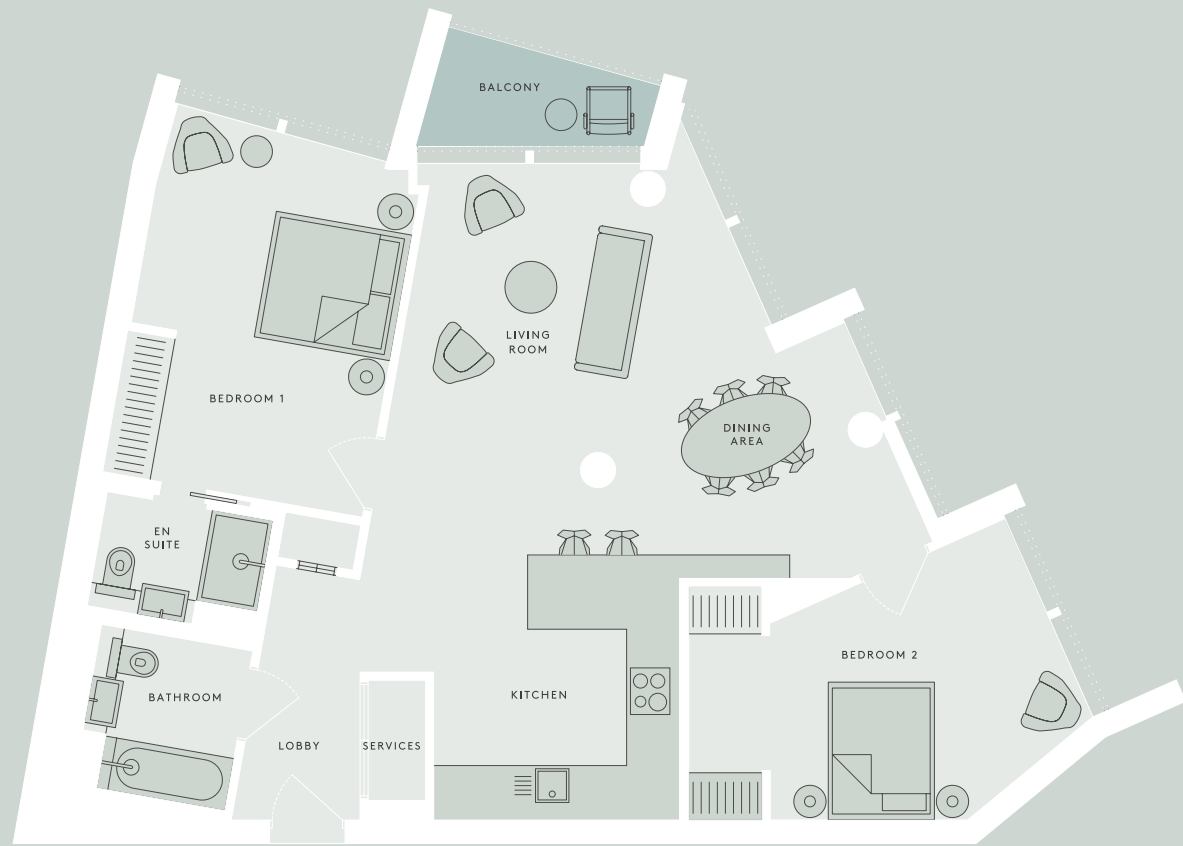 BALCONY
LIVING
ROOM
BEDROOM 1
DINING
AREA
EN
SUITE
BEDROOM 2
KITCHEN
BATHROOM
LOBBY
SERVICES